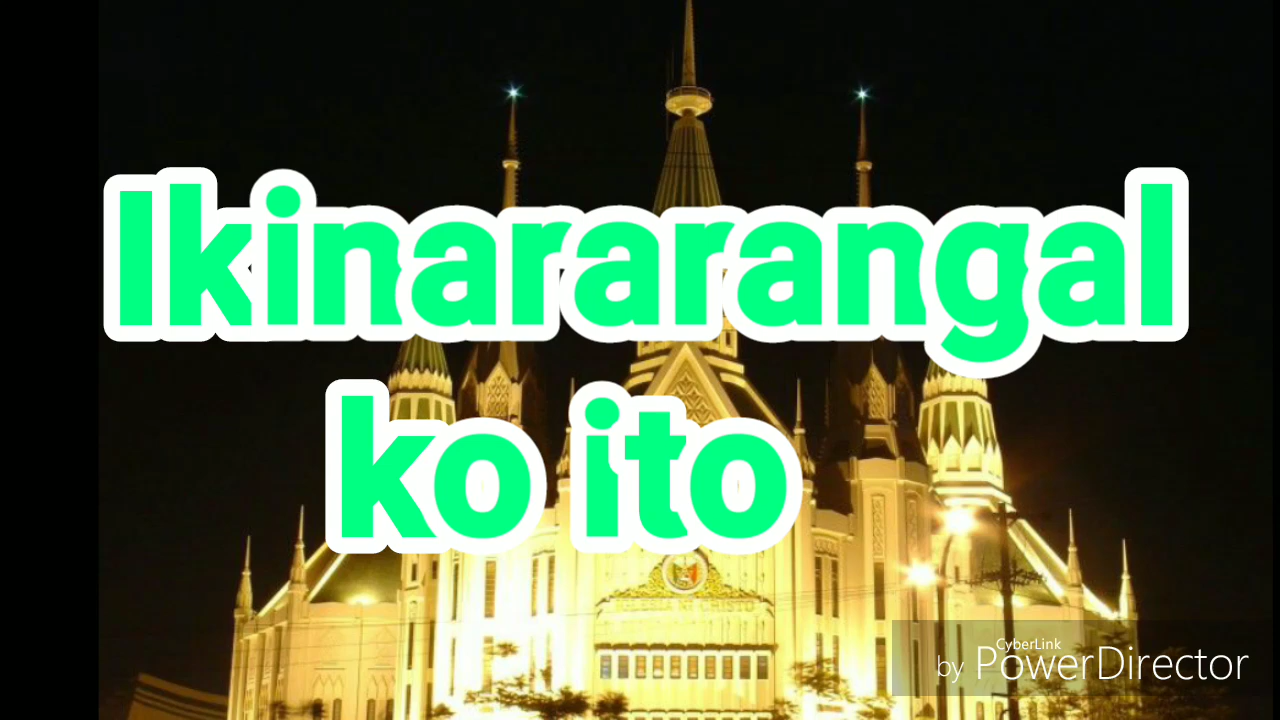 Ikinararangal
ko ito
IGLESIA NI CRISTO
CyberLink
by PowerDirector